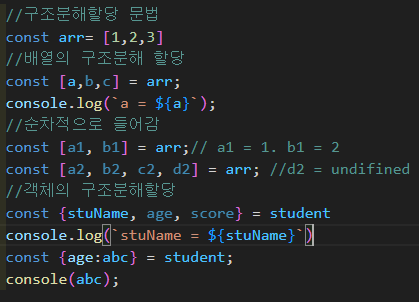 //구조분해할당 문법
const arr= [1,2,3]
//배열의 구조분해 할당
const [a,b,c] = arr;
console.log(`a = ${a}`);
//순차적으로 들어감
const [a1, b1] = arr;// a1 = 1. b1 = 2
const [a2, b2, c2, d2] = arr; //d2 = undifined
//객체의 구조분해할당
const {stuName, age, score} = student
console.log(`stuName = ${stuName}`)
const {age:abc} = student;
console(abc);